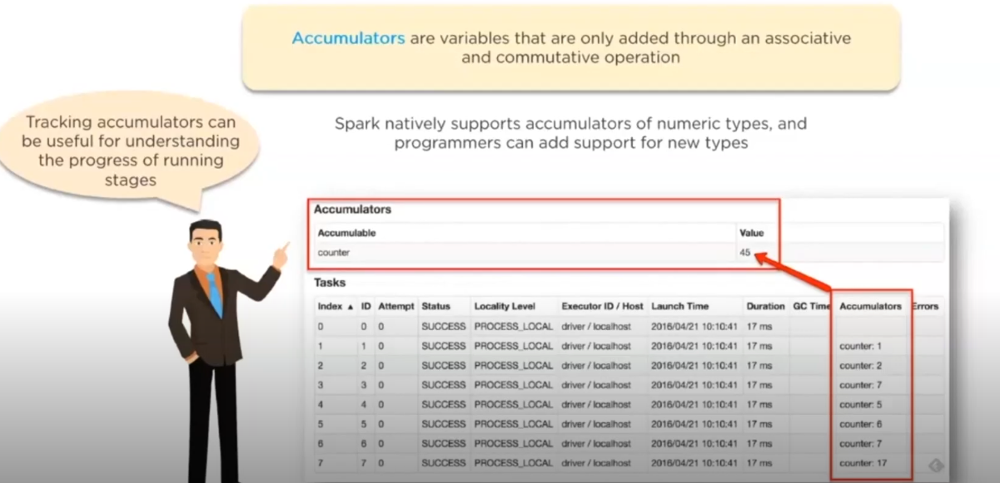 Accumulators are variables that are only added through an associative
and commutative operation
Tracking accumulators can
be useful for understanding
the progress of running
stages
Spark natively supports accumulators of numeric types, and
programmers can add support for new types
Accumulators
Accumulable Value
counter 45
Tasks
Index ▲ ID Attempt Status Locality Level Executor ID / Host Launch Time Duration GC Time Accumulators Errors
0 0 0 SUCCESS PROCESS_LOCAL driver / localhost 2016/04/21 10:10:41 17 ms
1 1 0 SUCCESS PROCESS_LOCAL driver / localhost 2016/04/21 10:10:41 17 ms counter: 1
2 2 0 SUCCESS PROCESS_LOCAL driver / localhost 2016/04/21 10:10:41 17 ms counter: 2
3 3 0 SUCCESS PROCESS_LOCAL driver / localhost 2016/04/21 10:10:41 17 ms counter: 7
4 4 0 SUCCESS PROCESS_LOCAL driver / localhost 2016/04/21 10:10:41 17 ms counter: 5
5 5 0 SUCCESS PROCESS_LOCAL driver / localhost 2016/04/21 10:10:41 17 ms counter: 6
6 6 0 SUCCESS PROCESS_LOCAL driver / localhost 2016/04/21 10:10:41 17 ms counter: 7
7 7 0 SUCCESS PROCESS_LOCAL driver / localhost 2016/04/21 10:10:41 17 ms counter: 17